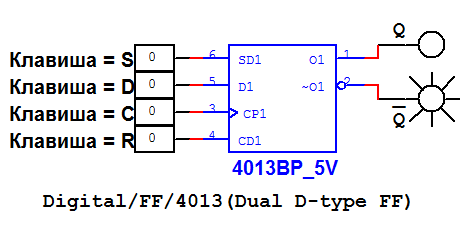 Q
Клавиша = S 0 6 SD1 O1 1
Клавиша = D 0 5 D1 ~O1 2
Клавиша = C 0 3 CP1
Q
Клавиша = R 0 4 CD1
4013BP_5V
Digital/FF/4013(Dual D-type FF)